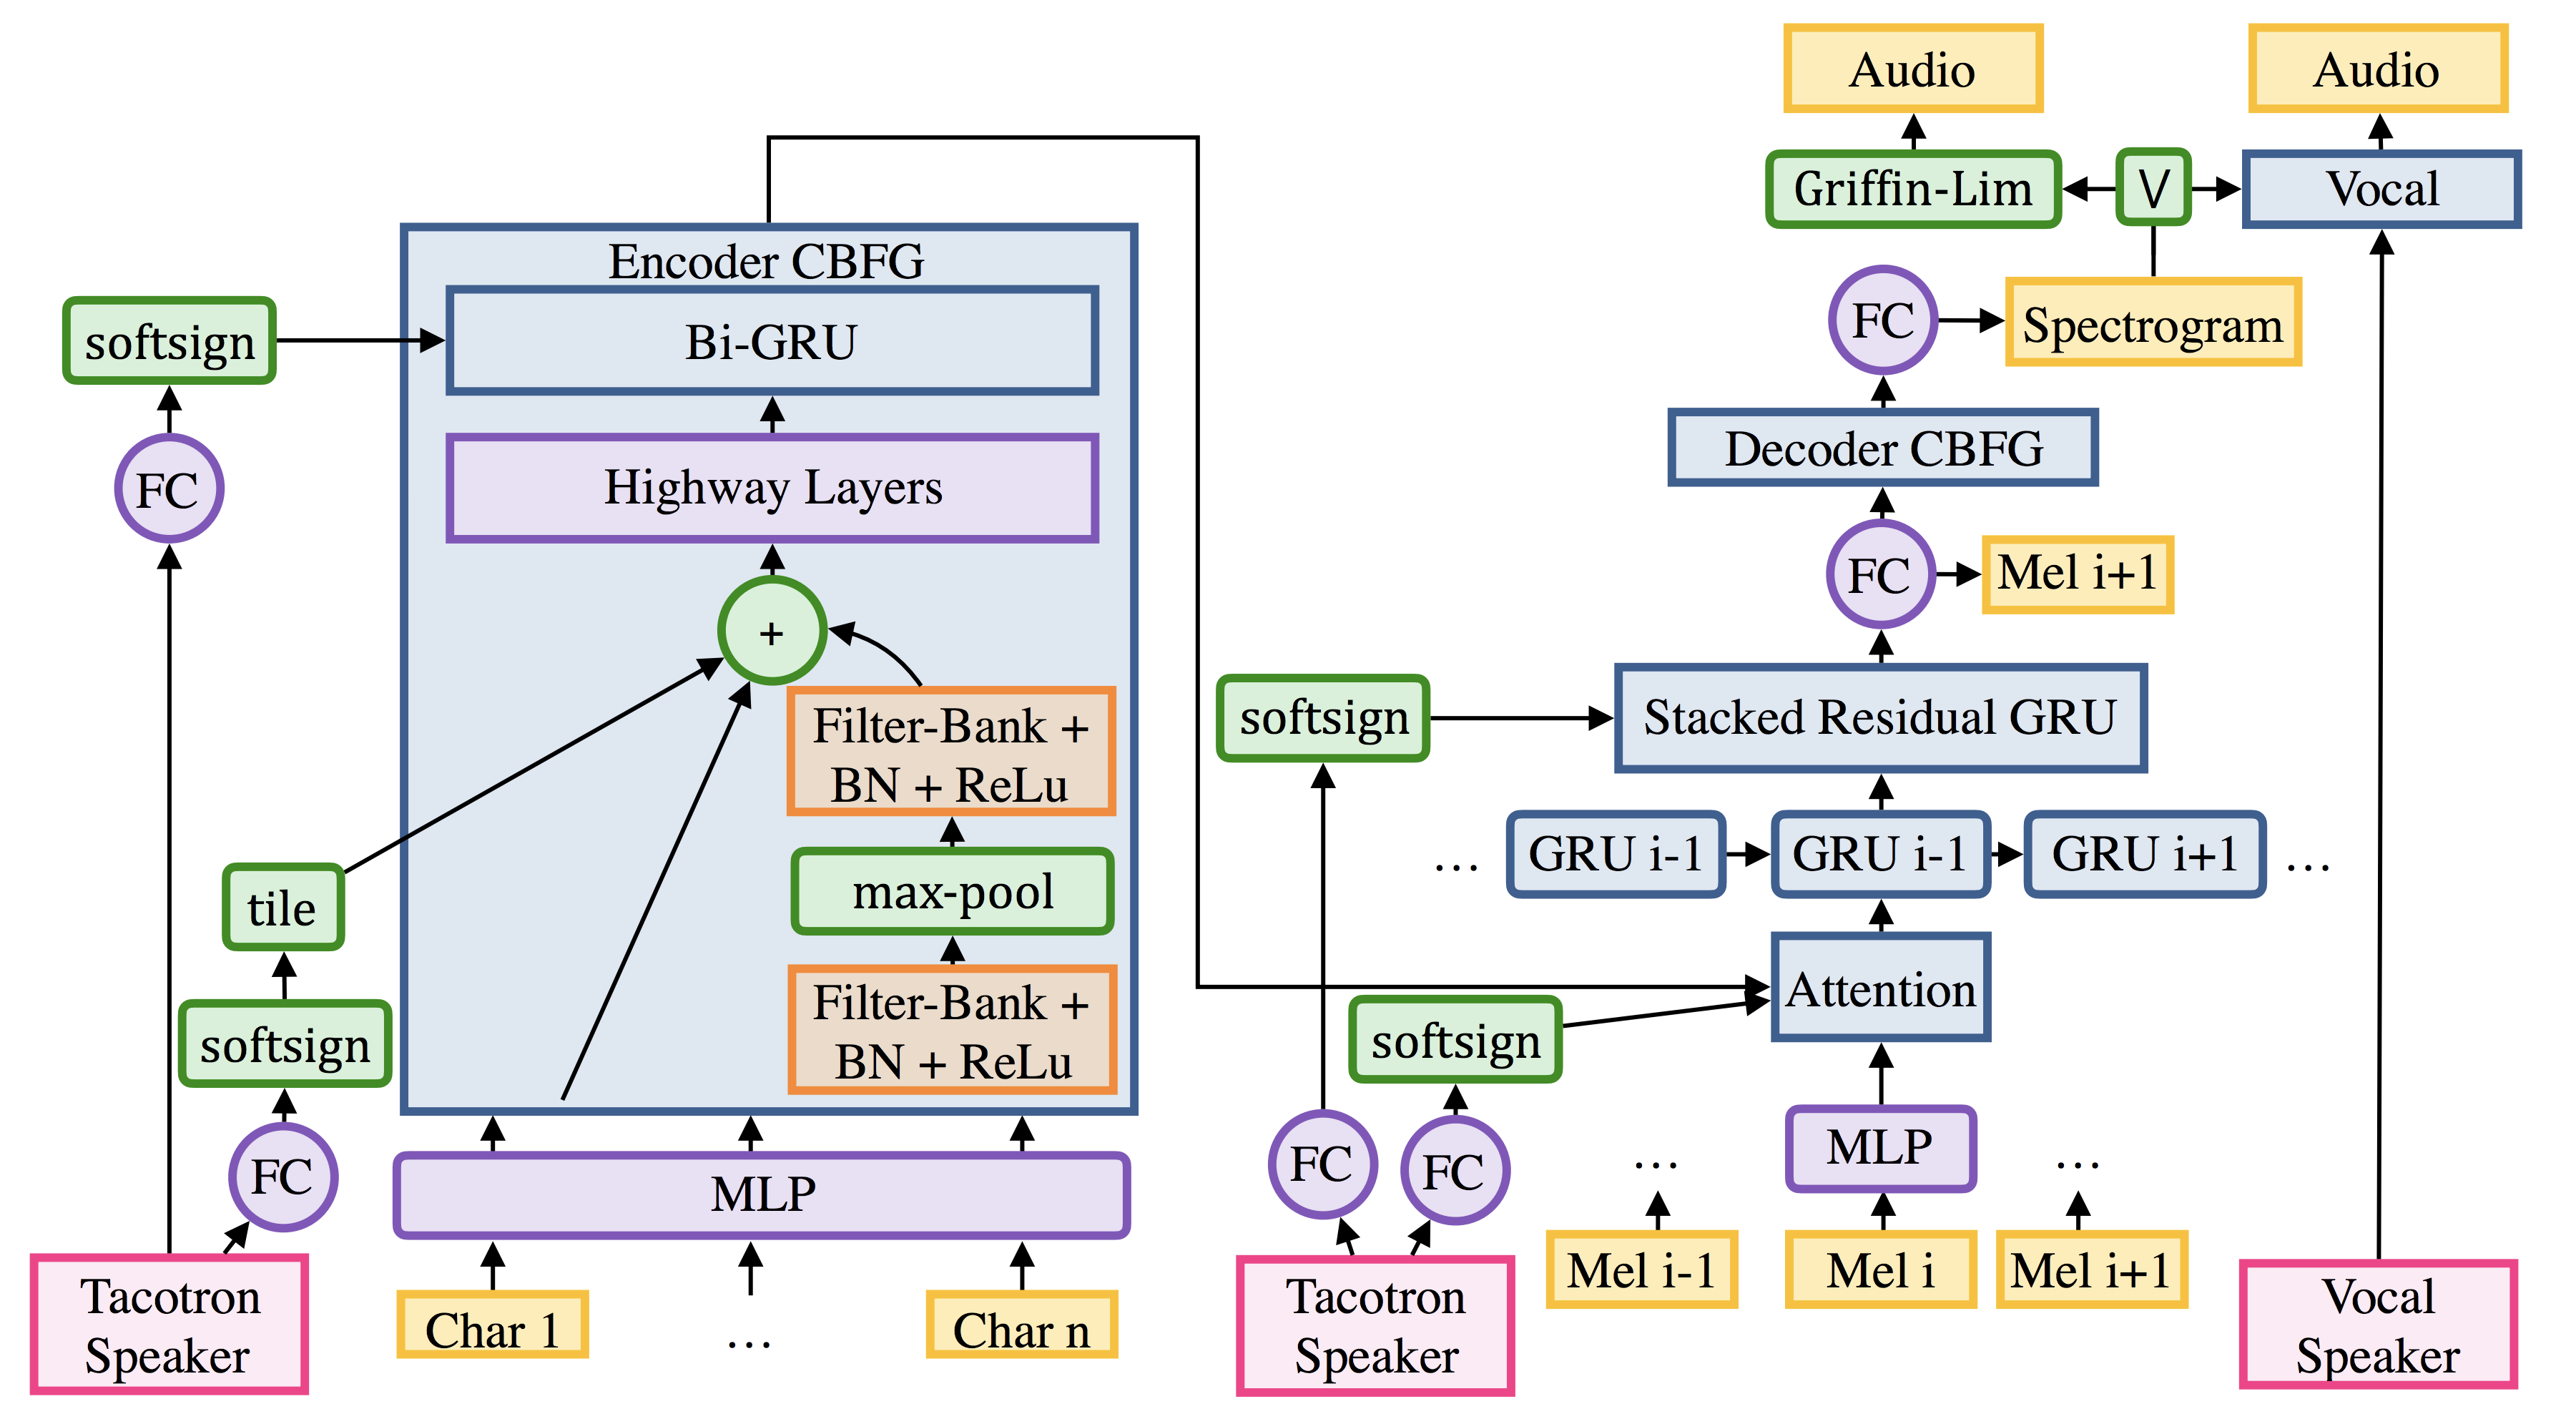 Audio
Audio
Griffin-Lim
V
Vocal
Encoder CBFG
softsign
Bi-GRU
FC
Spectrogram
FC
Highway Layers
Decoder CBFG
FC
Mel i+1
+
softsign
Stacked Residual GRU
Filter-Bank +
BN + ReLu
…
GRU i-1
GRU i-1
GRU i+1
…
tile
max-pool
softsign
Filter-Bank +
BN + ReLu
softsign
Attention
FC
MLP
FC
FC
…
MLP
…
Tacotron
Speaker
Char 1
…
Char n
Tacotron
Speaker
Mel i-1
Mel i
Mel i+1
Vocal
Speaker